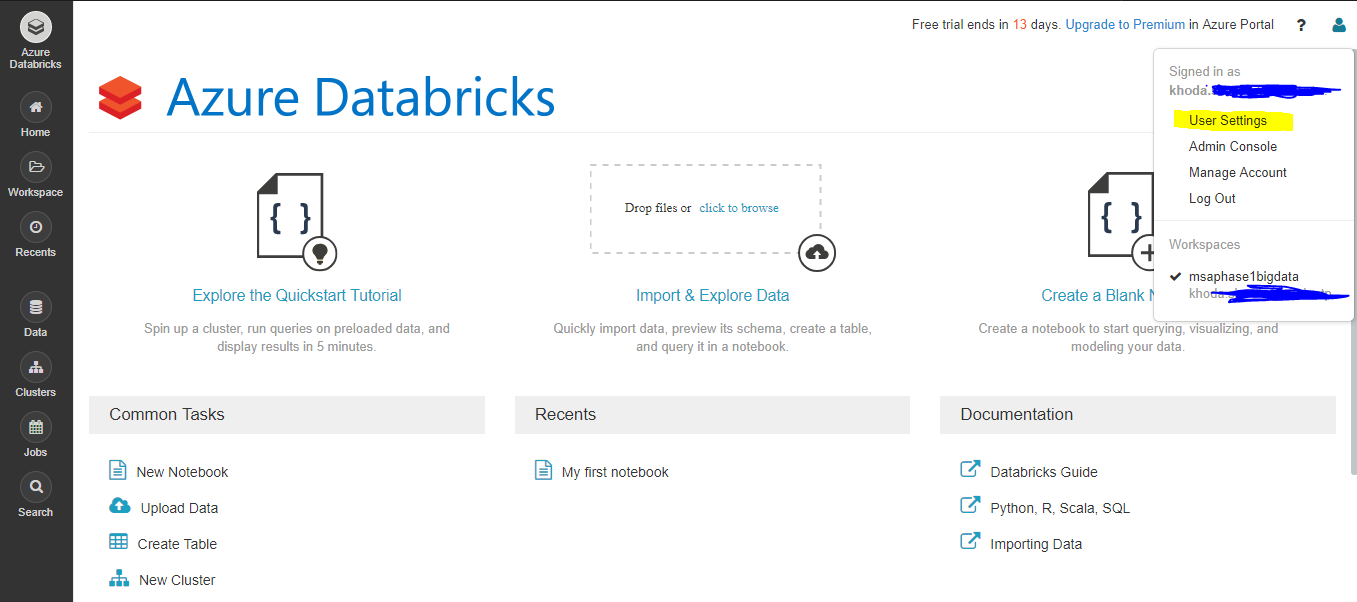 Azure
Databricks
Home
Workspace
Recents
Data
Clusters
Jobs
Search
Free trial ends in 13 days. Upgrade to Premium in Azure Portal
?
Signed in as
khoda.
User Settings
Admin Console
Manage Account
Log Out
Workspaces
msaphase1bigdata
khoda.
Azure Databricks
Explore the Quickstart Tutorial
Spin up a cluster, run queries on preloaded data, and
display results in 5 minutes.
Drop files or click to browse
Import & Explore Data
Quickly import data, preview its schema, create a table,
and query it in a notebook.
Create a Blank
Create a notebook to start querying, visualizing, and
modeling your data.
Common Tasks
New Notebook
Upload Data
Create Table
New Cluster
Recents
My first notebook
Documentation
Databricks Guide
Python, R, Scala, SQL
Importing Data